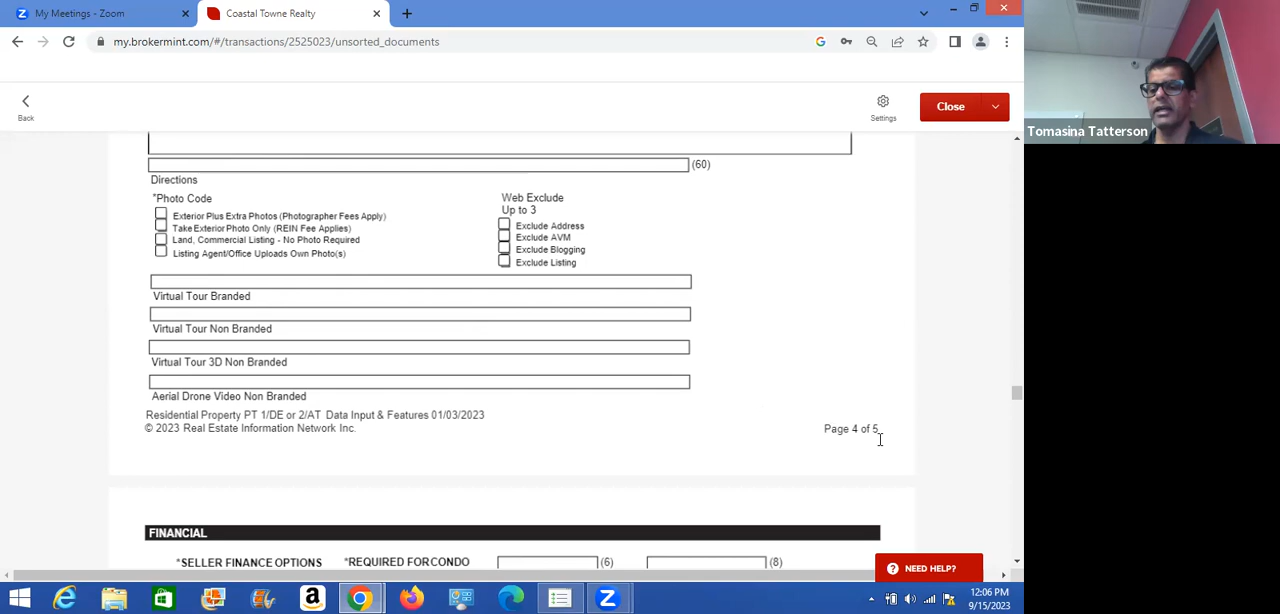 My Meetings - Zoom
Coastal Towne Realty
my.brokermint.com/#/transactions/2525023/unsorted_documents
Back
Settings
Close
Tomasina Tatterson
(60)
Directions
*Photo Code
Exterior Plus Extra Photos (Photographer Fees Apply)
Take Exterior Photo Only (REIN Fee Applies)
Land, Commercial Listing - No Photo Required
Listing Agent/Office Uploads Own Photo(s)
Web Exclude
Up to 3
Exclude Address
Exclude AVM
Exclude Blogging
Exclude Listing
Virtual Tour Branded
Virtual Tour Non Branded
Virtual Tour 3D Non Branded
Aerial Drone Video Non Branded
Residential Property PT 1/DE or 2/AT Data Input & Features 01/03/2023
© 2023 Real Estate Information Network Inc.
Page 4 of 5
FINANCIAL
*SELLER FINANCE OPTIONS *REQUIRED FOR CONDO (6) (8)
? NEED HELP?
12:06 PM
9/15/2023